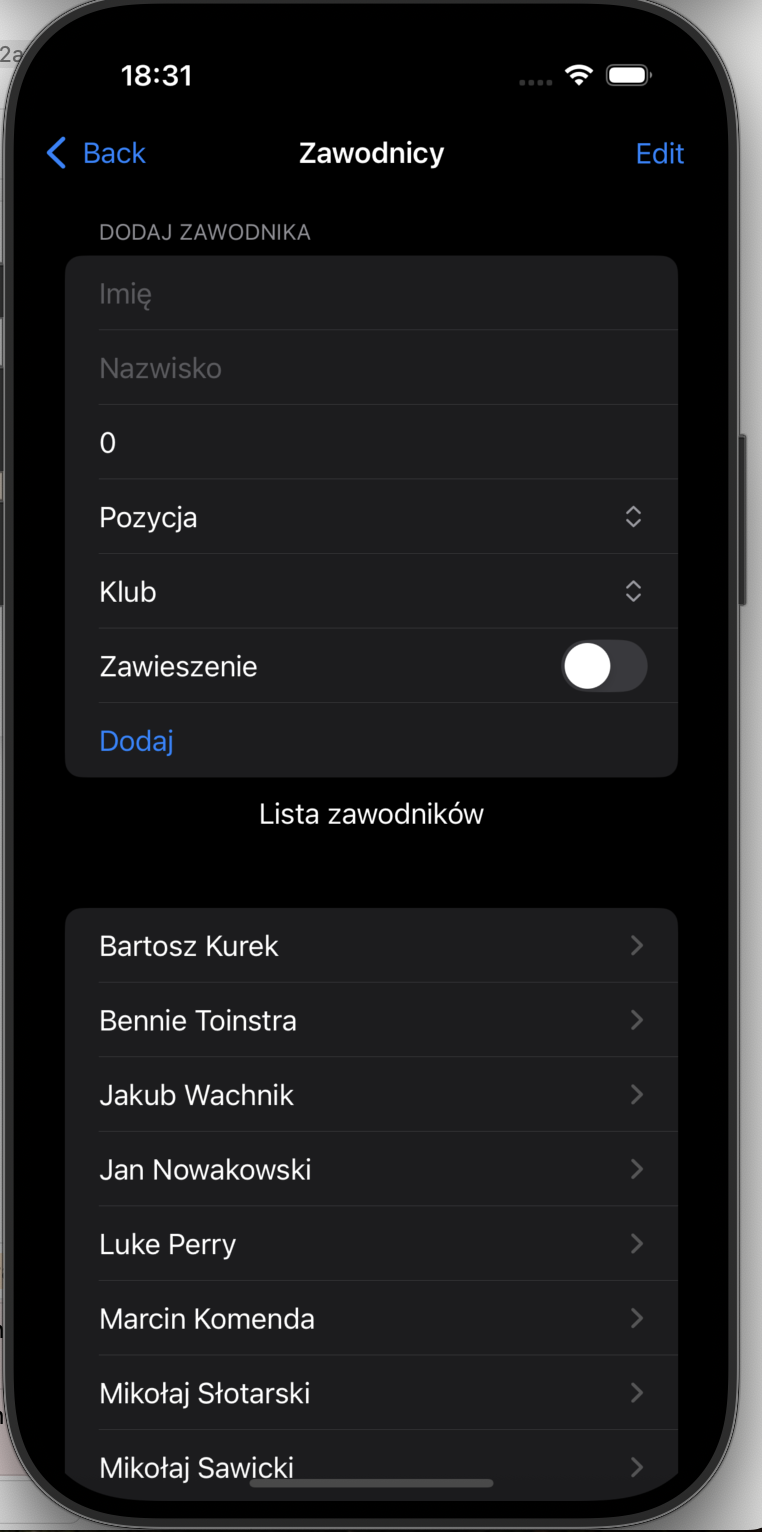 18:31
Back
Zawodnicy
Edit
DODAJ ZAWODNIKA
Imię
Nazwisko
0
Pozycja
Klub
Zawieszenie
Dodaj
Lista zawodników
Bartosz Kurek
Bennie Toinstra
Jakub Wachnik
Jan Nowakowski
Luke Perry
Marcin Komenda
Mikołaj Słotarski
Mikołaj Sawicki